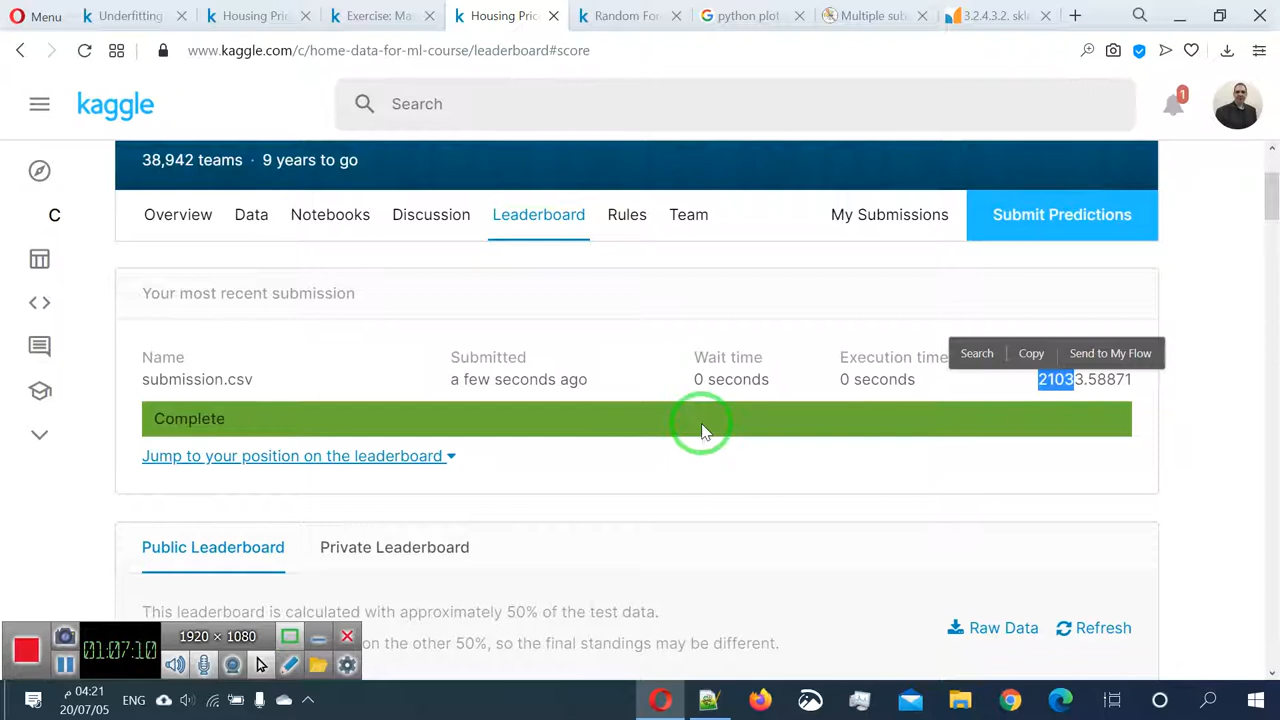 Menu
Underfitting
Housing Pri
Exercise: Ma
Housing Pri
Random For
python plot
Multiple sub
3.2.4.3.2. skl
www.kaggle.com/c/home-data-for-ml-course/leaderboard#score
kaggle
Search
1
38,942 teams · 9 years to go
C
Overview
Data
Notebooks
Discussion
Leaderboard
Rules
Team
My Submissions
Submit Predictions
Your most recent submission
Name
Submitted
Wait time
Execution time
Search
Copy
Send to My Flow
submission.csv
a few seconds ago
0 seconds
0 seconds
21033.58871
Complete
Jump to your position on the leaderboard
Public Leaderboard
Private Leaderboard
This leaderboard is calculated with approximately 50% of the test data.
on the other 50%, so the final standings may be different.
Raw Data
Refresh
01:07:10
1920 × 1080
ENG
04:21 م
20/07/05